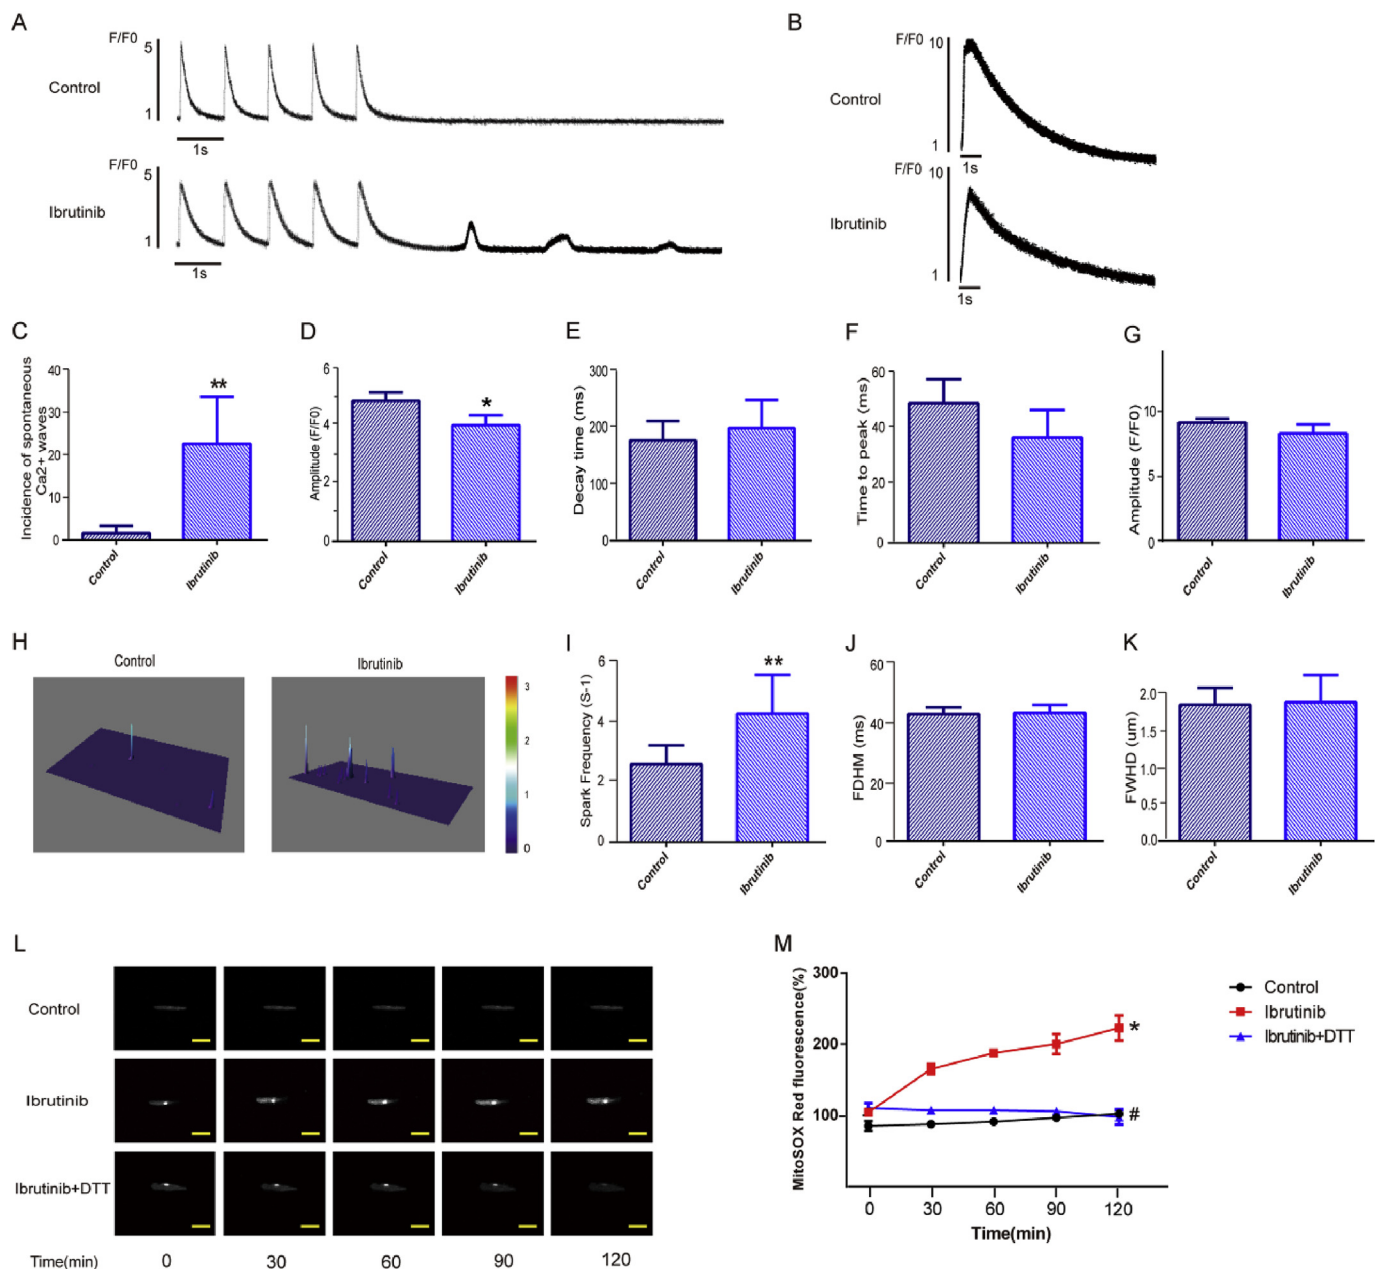 A
F/F0
5
Control
1
1s
F/F0
5
Ibrutinib
1
1s
B
F/F0 10
Control
1
1s
F/F0
10
Ibrutinib
1
1s
C
Incidence of spontaneous
Ca2+ waves
40
30
20
10
0
**
Control
Ibrutinib
D
Amplitude (F/F0)
6
4
2
0
*
Control
Ibrutinib
E
Decay time (ms)
300
200
100
0
Control
Ibrutinib
F
Time to peak (ms)
60
40
20
0
Control
Ibrutinib
G
Amplitude (F/F0)
10
5
0
Control
Ibrutinib
H
Control
Ibrutinib
3
2
1
0
I
Spark Frequency (S-1)
6
4
2
0
**
Control
Ibrutinib
J
FDHM (ms)
60
40
20
0
Control
Ibrutinib
K
FWHD (um)
2.0
1.5
1.0
0.5
0.0
Control
Ibrutinib
L
Control
Ibrutinib
Ibrutinib+DTT
Time(min) 0 30 60 90 120
M
MitoSOX Red fluorescence(%)
300
200
100
*
#
0 30 60 90 120
Time(min)
Control
Ibrutinib
Ibrutinib+DTT